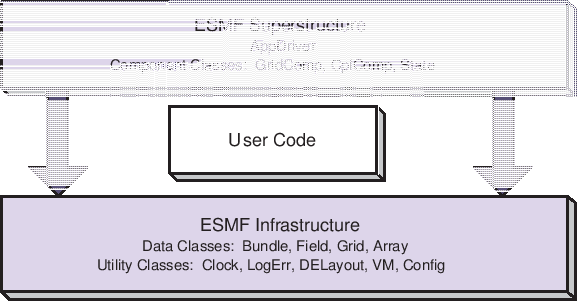 ESMF Superstructure
AppDriver
Component Classes: GridComp, CplComp, State
User Code
ESMF Infrastructure
Data Classes: Bundle, Field, Grid, Array
Utility Classes: Clock, LogErr, DELayout, VM, Config